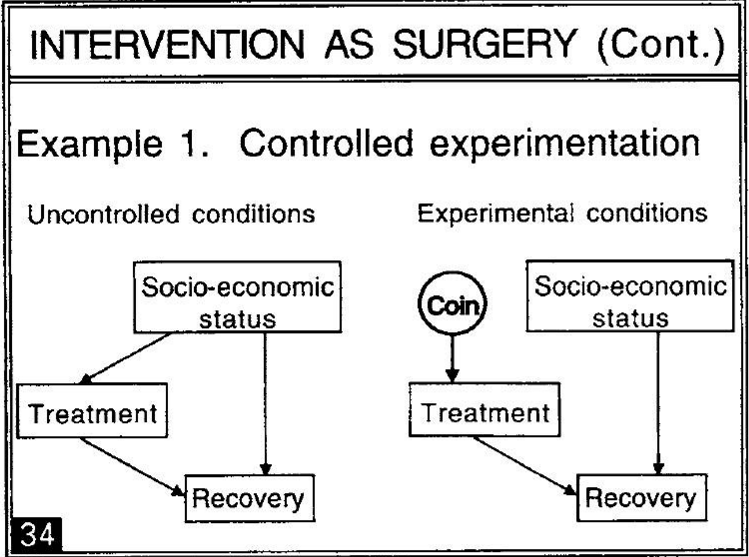 INTERVENTION AS SURGERY (Cont.)
Example 1. Controlled experimentation
Uncontrolled conditions
Socio-economic
status
Treatment
Recovery
Experimental conditions
Coin
Socio-economic
status
Treatment
Recovery
34